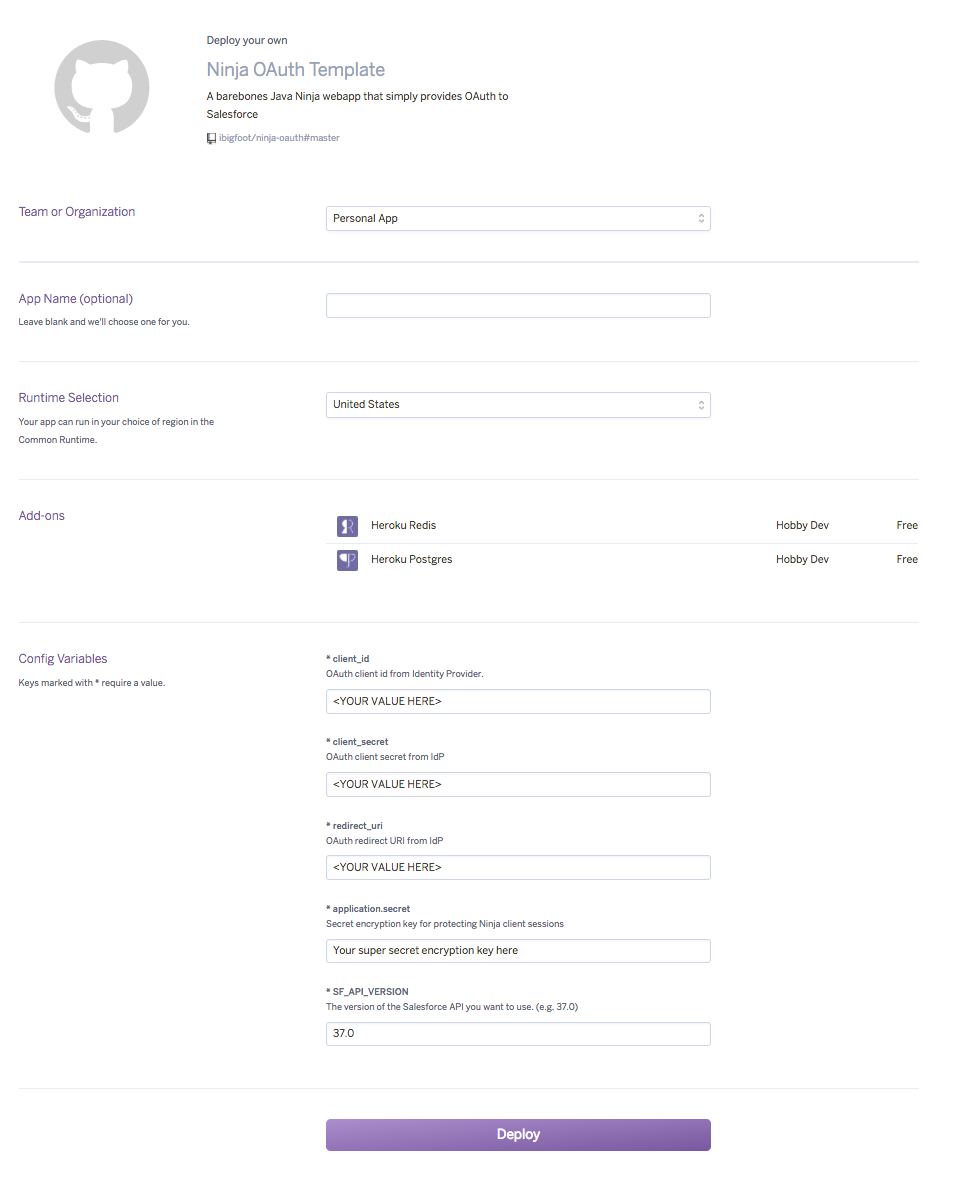 Deploy your own
Ninja OAuth Template
A barebones Java Ninja webapp that simply provides OAuth to
Salesforce
ibigfoot/ninja-oauth#master
Team or Organization
Personal App
App Name (optional)
Leave blank and we'll choose one for you.
Runtime Selection
United States
Your app can run in your choice of region in the
Common Runtime.
Add-ons
Heroku Redis Hobby Dev Free
Heroku Postgres Hobby Dev Free
Config Variables
Keys marked with * require a value.
* client_id
OAuth client id from Identity Provider.
<YOUR VALUE HERE>
* client_secret
OAuth client secret from IdP
<YOUR VALUE HERE>
* redirect_uri
OAuth redirect URI from IdP
<YOUR VALUE HERE>
* application.secret
Secret encryption key for protecting Ninja client sessions
Your super secret encryption key here
* SF_API_VERSION
The version of the Salesforce API you want to use. (e.g. 37.0)
37.0
Deploy